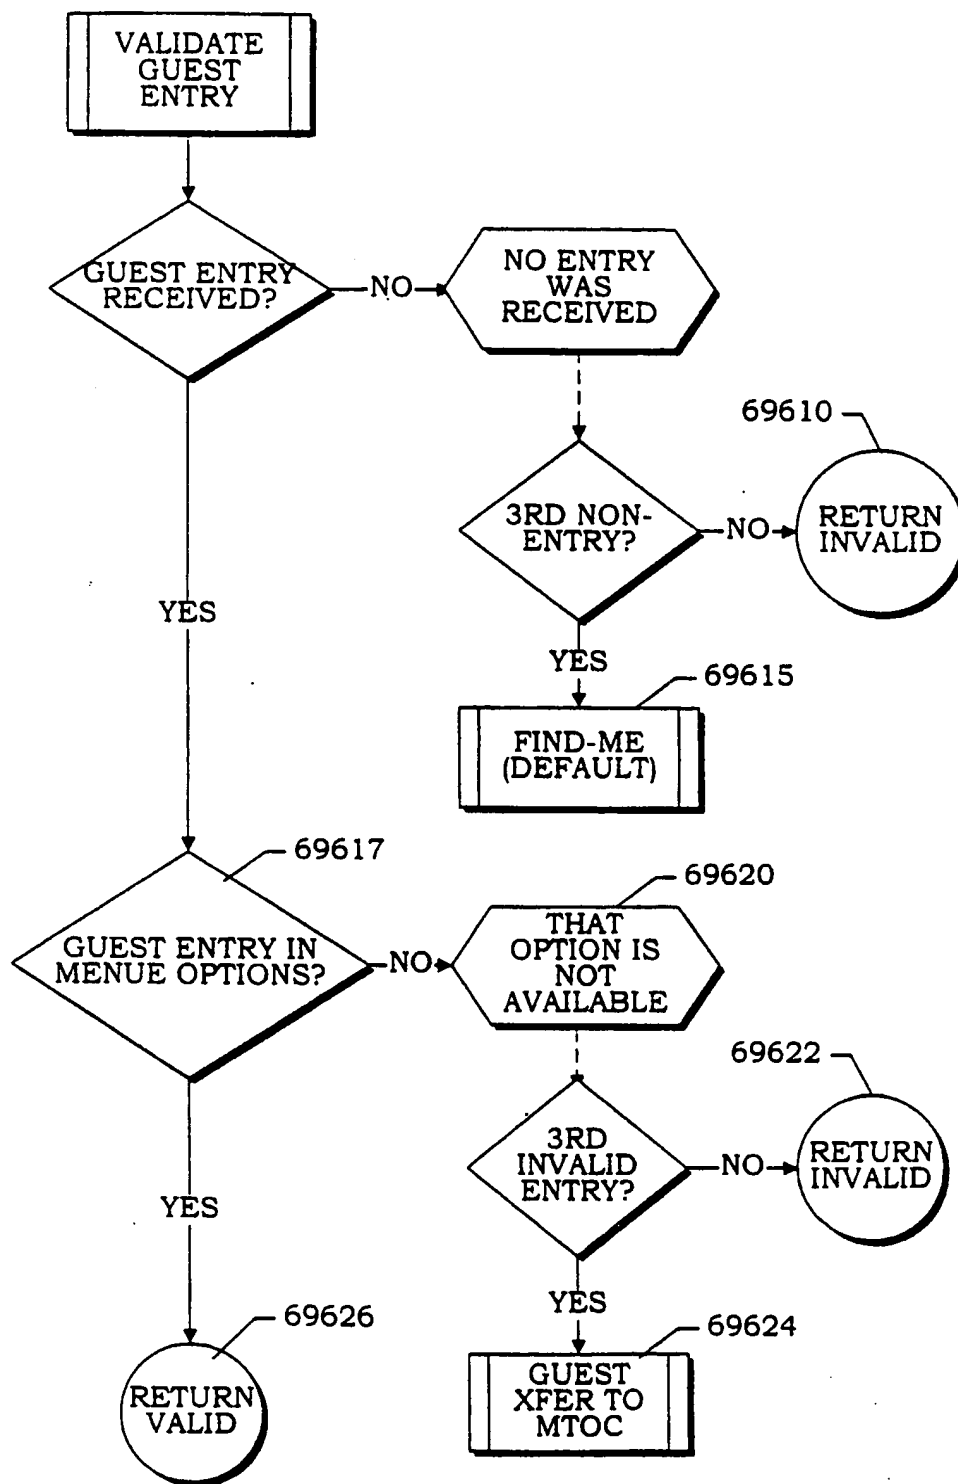 VALIDATE
GUEST
ENTRY
GUEST ENTRY
RECEIVED?
NO
NO ENTRY
WAS
RECEIVED
69610
3RD NON-
ENTRY?
NO
RETURN
INVALID
YES
YES
69615
FIND-ME
(DEFAULT)
69617
69620
GUEST ENTRY IN
MENUE OPTIONS?
NO
THAT
OPTION IS
NOT
AVAILABLE
69622
3RD
INVALID
ENTRY?
NO
RETURN
INVALID
YES
YES
69626
69624
RETURN
VALID
GUEST
XFER TO
MTOC